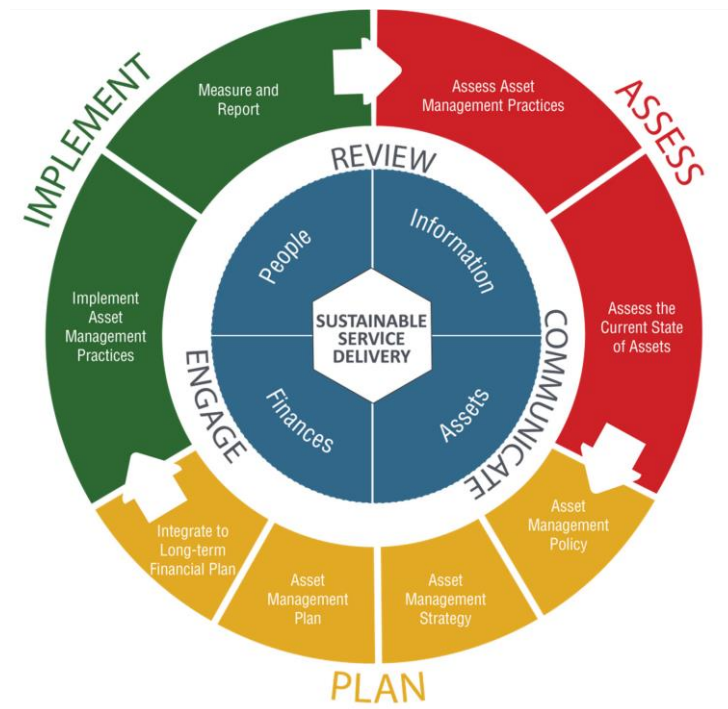 IMPLEMENT
ASSESS
PLAN
Measure and
Report
Assess Asset
Management Practices
Assess the
Current State
of Assets
Asset
Management
Policy
Asset
Management
Strategy
Asset
Management
Plan
Integrate to
Long-term
Financial Plan
Implement
Asset
Management
Practices
REVIEW
COMMUNICATE
ENGAGE
People
Information
Assets
Finances
SUSTAINABLE
SERVICE
DELIVERY